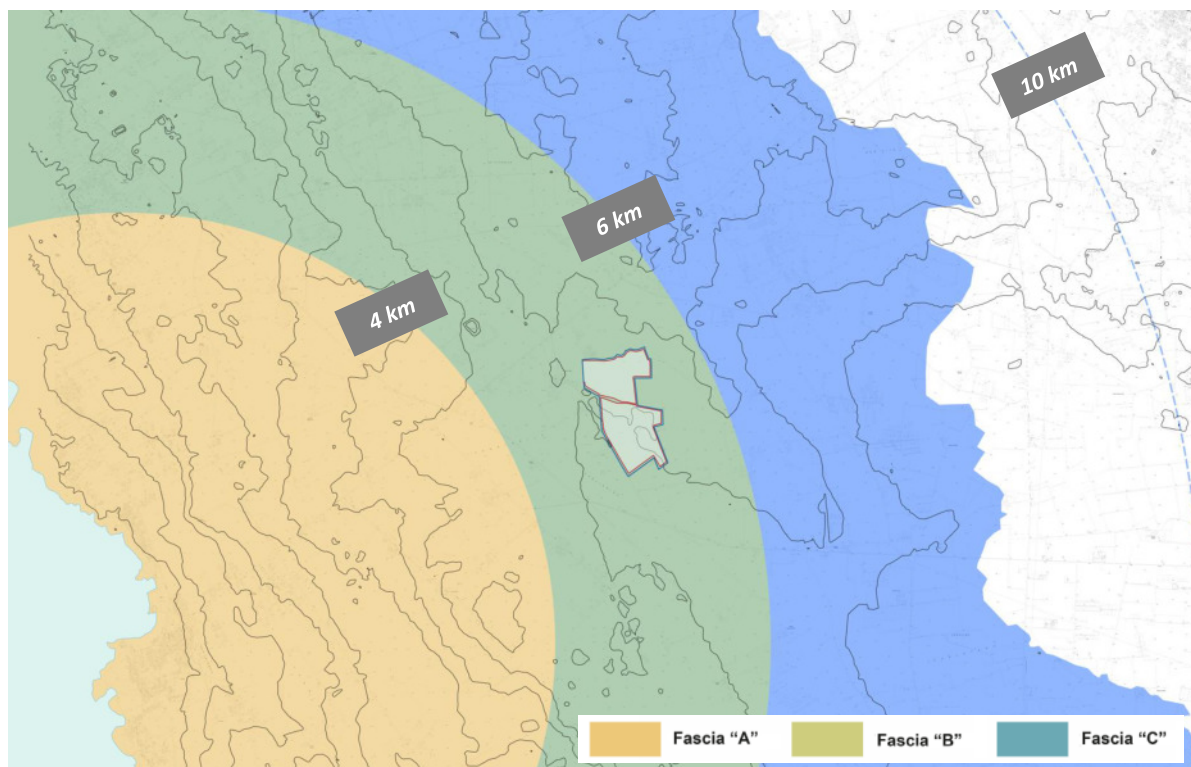 10 km
6 km
4 km
Fascia “A”
Fascia “B”
Fascia “C”